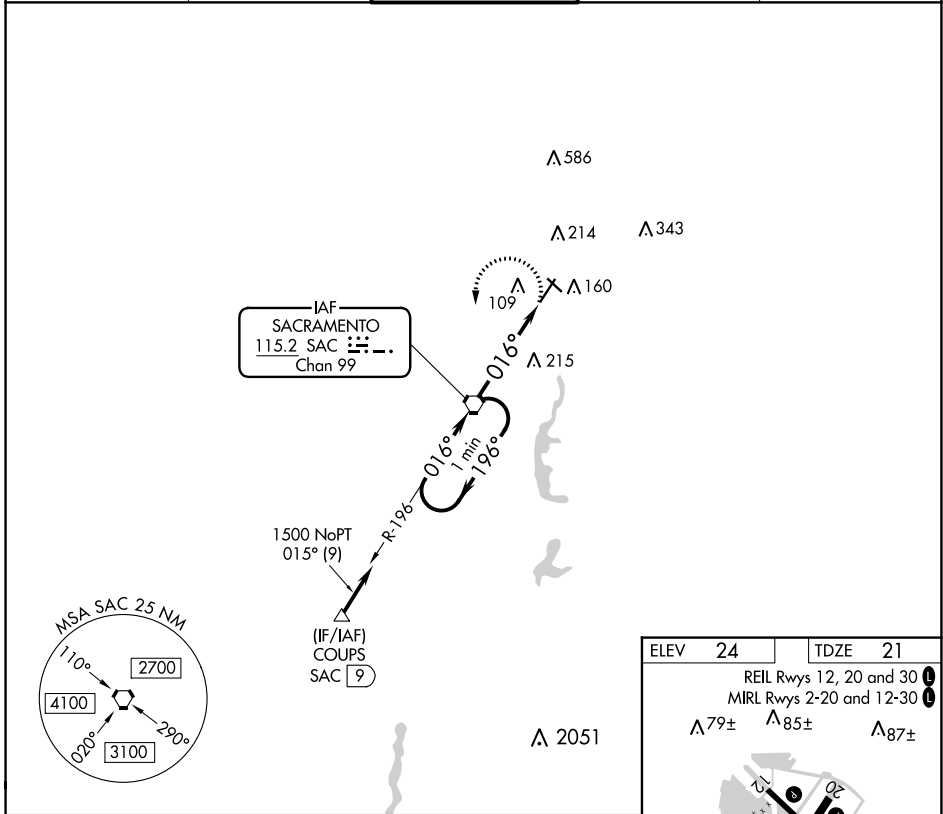 586
214
343
109
160
IAF
SACRAMENTO
115.2 SAC
Chan 99
016°
215
016°
1 min
196°
R-196
1500 NoPT
015° (9)
(IF/IAF)
COUPS
SAC 9
MSA SAC 25 NM
110°
2700
4100
020°
290°
3100
2051
ELEV 24 TDZE 21
REIL Rwys 12, 20 and 30 L
MIRL Rwys 2-20 and 12-30 L
79± 85± 87±
12 P 20